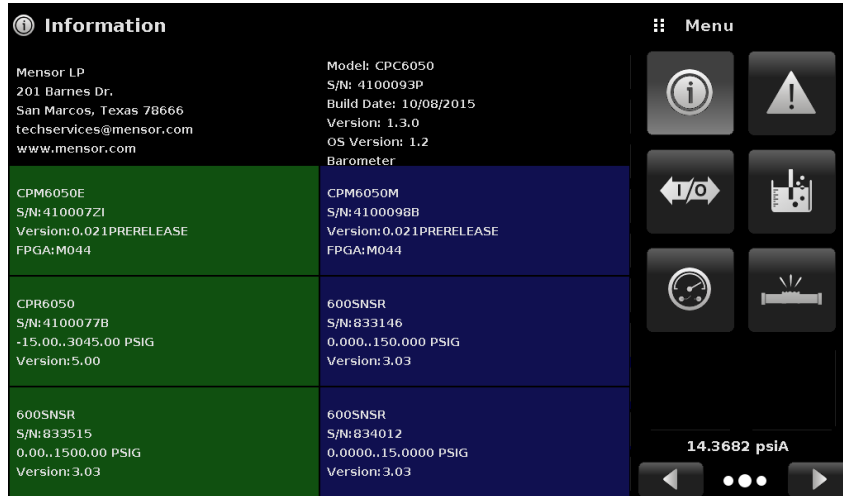 Information
Mensor LP
201 Barnes Dr.
San Marcos, Texas 78666
techservices@mensor.com
www.mensor.com
Model: CPC6050
S/N: 4100093P
Build Date: 10/08/2015
Version: 1.3.0
OS Version: 1.2
Barometer
CPM6050E
S/N:410007ZI
Version:0.021PRERELEASE
FPGA:M044
CPM6050M
S/N:4100098B
Version:0.021PRERELEASE
FPGA:M044
CPR6050
S/N:4100077B
-15.00..3045.00 PSIG
Version:5.00
600SNSR
S/N:833146
0.000..150.000 PSIG
Version:3.03
600SNSR
S/N:833515
0.00..1500.00 PSIG
Version:3.03
600SNSR
S/N:834012
0.0000..15.0000 PSIG
Version:3.03
Menu
I/O
14.3682 psiA